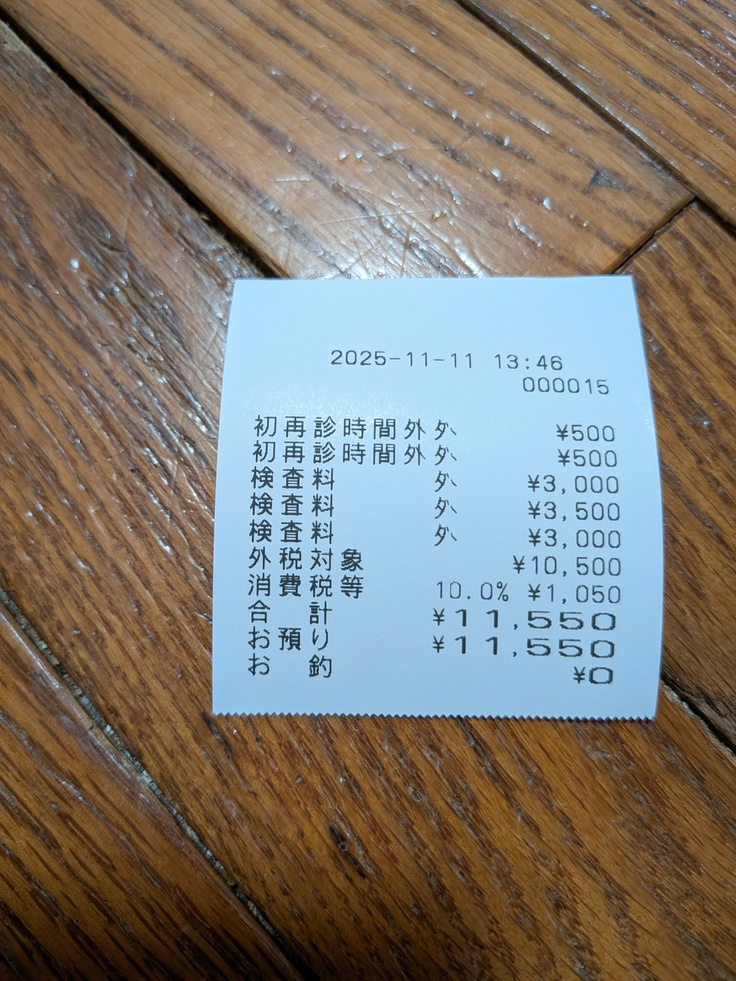 2025-11-11 13:46
000015
初再診時間外外 ¥500
初再診時間外外 ¥500
検査料 外 ¥3,000
検査料 外 ¥3,500
検査料 外 ¥3,000
外税対象 ¥10,500
消費税等 10.0% ¥1,050
合 計 ¥11,550
お預り ¥11,550
お 釣 ¥0